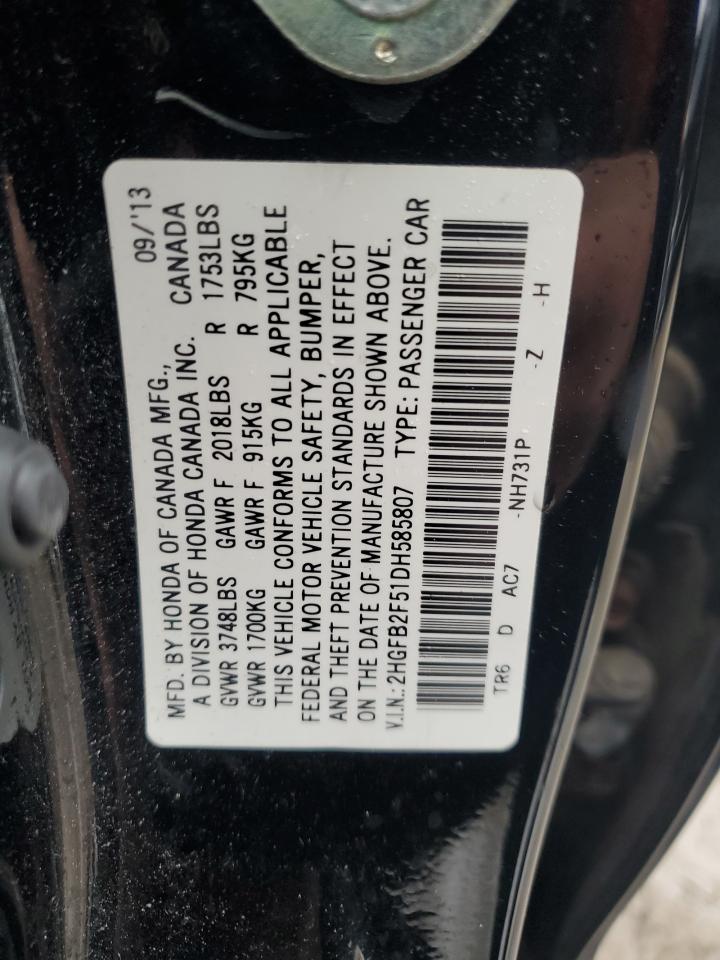 MFD. BY HONDA OF CANADA MFG., 09/'13
A DIVISION OF HONDA CANADA INC. CANADA
GVWR 3748LBS GAWR F 2018LBS R 1753LBS
GVWR 1700KG GAWR F 915KG R 795KG
THIS VEHICLE CONFORMS TO ALL APPLICABLE
FEDERAL MOTOR VEHICLE SAFETY, BUMPER,
AND THEFT PREVENTION STANDARDS IN EFFECT
ON THE DATE OF MANUFACTURE SHOWN ABOVE.
V.I.N.: 2HGFB2F51DH585807 TYPE: PASSENGER CAR
TR6 D AC7 -NH731P -Z -H